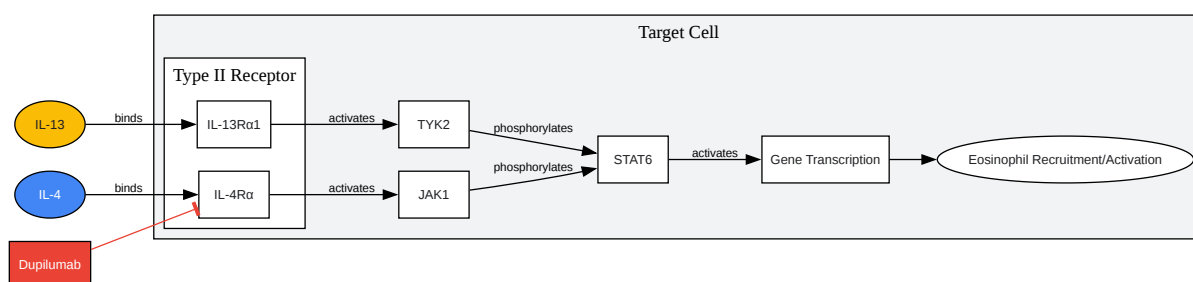 Target Cell
Type II Receptor
IL-13
binds
IL-13Rα1
activates
TYK2
phosphorylates
IL-4
binds
IL-4Rα
activates
JAK1
phosphorylates
STAT6
activates
Gene Transcription
Eosinophil Recruitment/Activation
Dupilumab